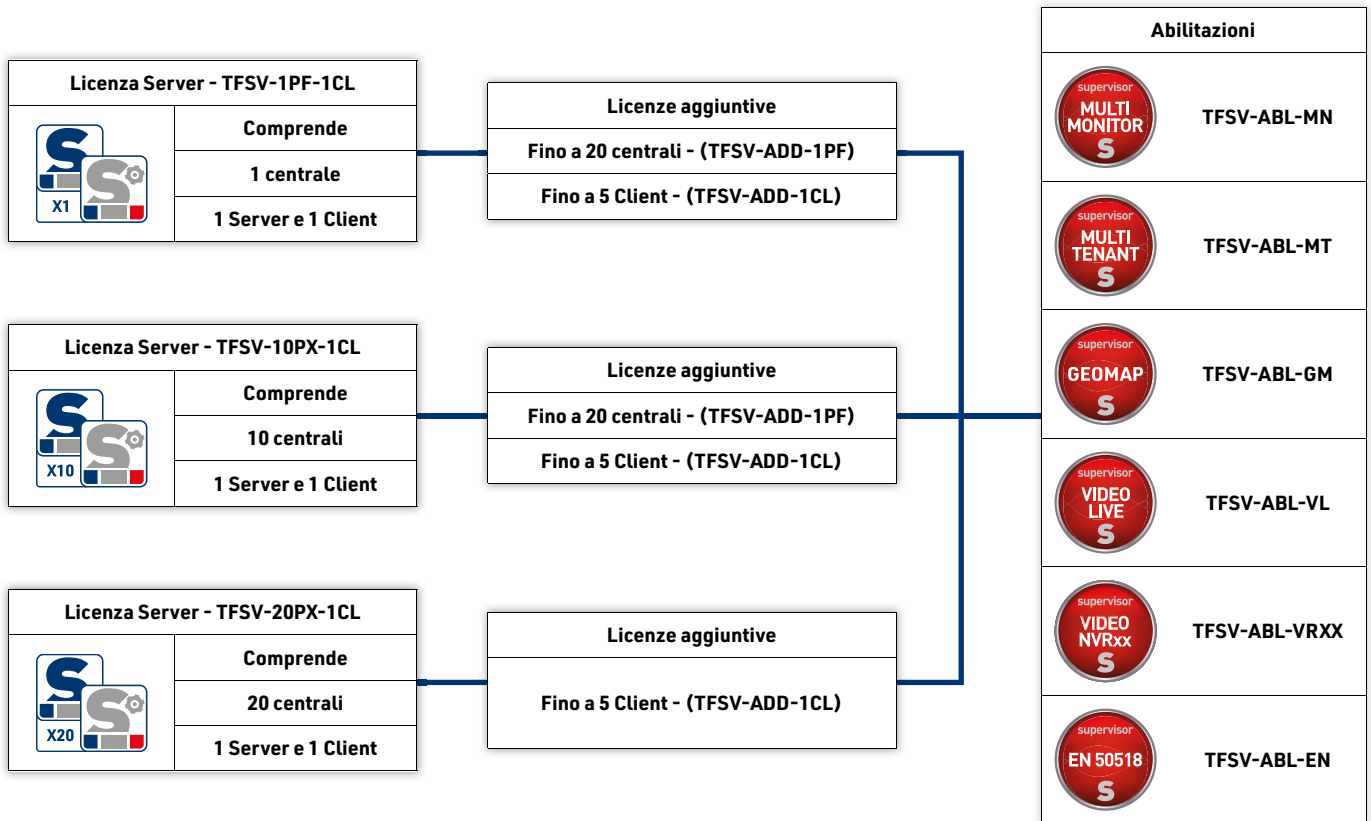 Licenza Server - TFSV-1PF-1CL
X1
Comprende
1 centrale
1 Server e 1 Client
Licenze aggiuntive
Fino a 20 centrali - (TFSV-ADD-1PF)
Fino a 5 Client - (TFSV-ADD-1CL)
Licenza Server - TFSV-10PX-1CL
X10
Comprende
10 centrali
1 Server e 1 Client
Licenze aggiuntive
Fino a 20 centrali - (TFSV-ADD-1PF)
Fino a 5 Client - (TFSV-ADD-1CL)
Licenza Server - TFSV-20PX-1CL
X20
Comprende
20 centrali
1 Server e 1 Client
Licenze aggiuntive
Fino a 5 Client - (TFSV-ADD-1CL)
Abilitazioni
supervisor
MULTI
MONITOR
S
TFSV-ABL-MN
supervisor
MULTI
TENANT
S
TFSV-ABL-MT
supervisor
GEOMAP
S
TFSV-ABL-GM
supervisor
VIDEO
LIVE
S
TFSV-ABL-VL
supervisor
VIDEO
NVRxx
S
TFSV-ABL-VRXX
supervisor
EN 50518
S
TFSV-ABL-EN